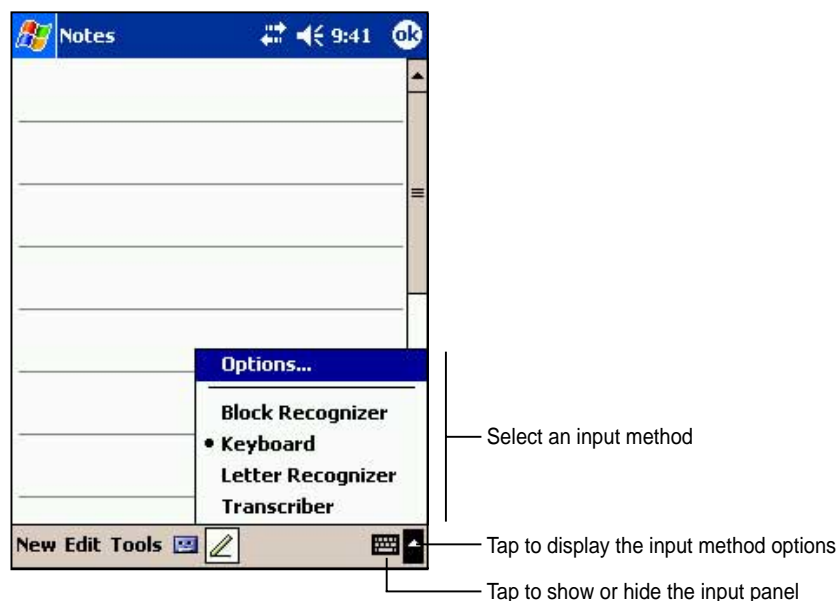 Notes 9:41 ok
Options...
Block Recognizer
Keyboard
Letter Recognizer
Transcriber
Select an input method
New Edit Tools
Tap to display the input method options
Tap to show or hide the input panel